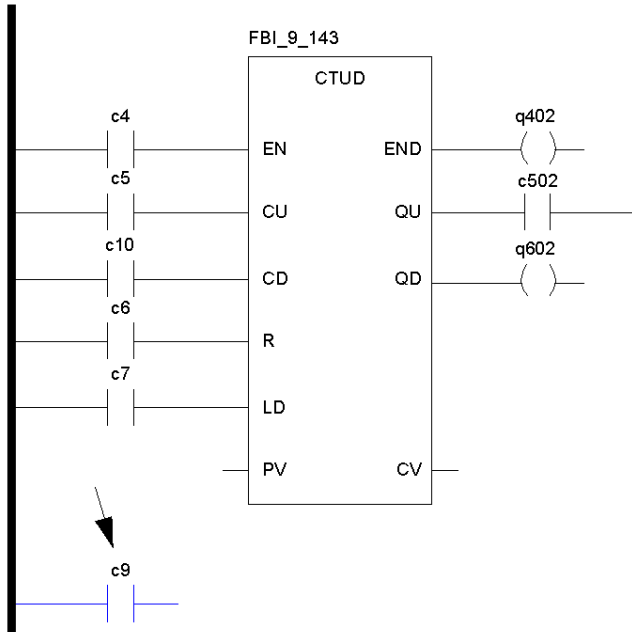 FBI_9_143
CTUD
c4
EN
END
q402
c5
CU
QU
c502
c10
CD
QD
q602
c6
R
c7
LD
PV
CV
c9